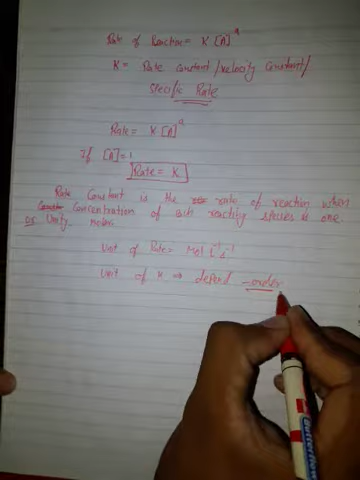 Rate of Reaction = K [A]^a
K = Rate constant/velocity constant/
specific Rate
Rate = K [A]^a
If [A]=1
Rate = K
Rate Constant is the rate of reaction when
concentration of each reacting species is one
or Unity
Unit of Rate = Mol L^-1 s^-1
Unit of K ⇒ depend order